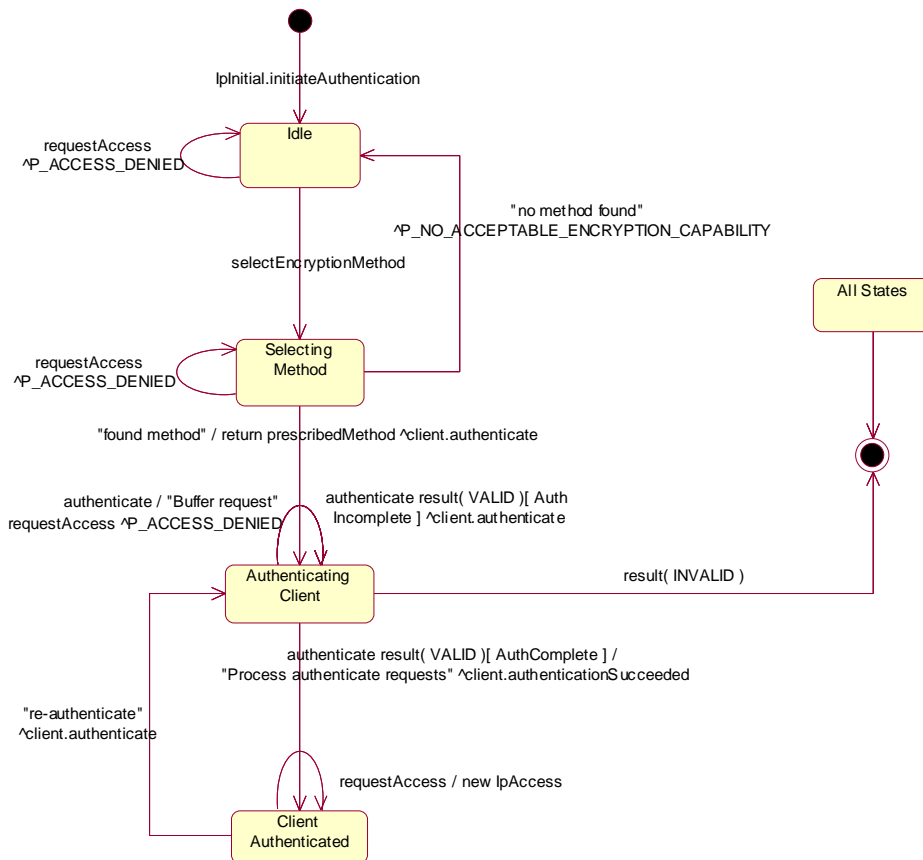 IpInitial.initiateAuthentication
Idle
requestAccess
^P_ACCESS_DENIED
"no method found"
^P_NO_ACCEPTABLE_ENCRYPTION_CAPABILITY
selectEncryptionMethod
All States
Selecting
Method
requestAccess
^P_ACCESS_DENIED
"found method" / return prescribedMethod ^client.authenticate
authenticate / "Buffer request"
requestAccess ^P_ACCESS_DENIED
authenticate result( VALID )[ Auth
Incomplete ] ^client.authenticate
Authenticating
Client
result( INVALID )
authenticate result( VALID )[ AuthComplete ] /
"Process authenticate requests" ^client.authenticationSucceeded
"re-authenticate"
^client.authenticate
requestAccess / new IpAccess
Client
Authenticated